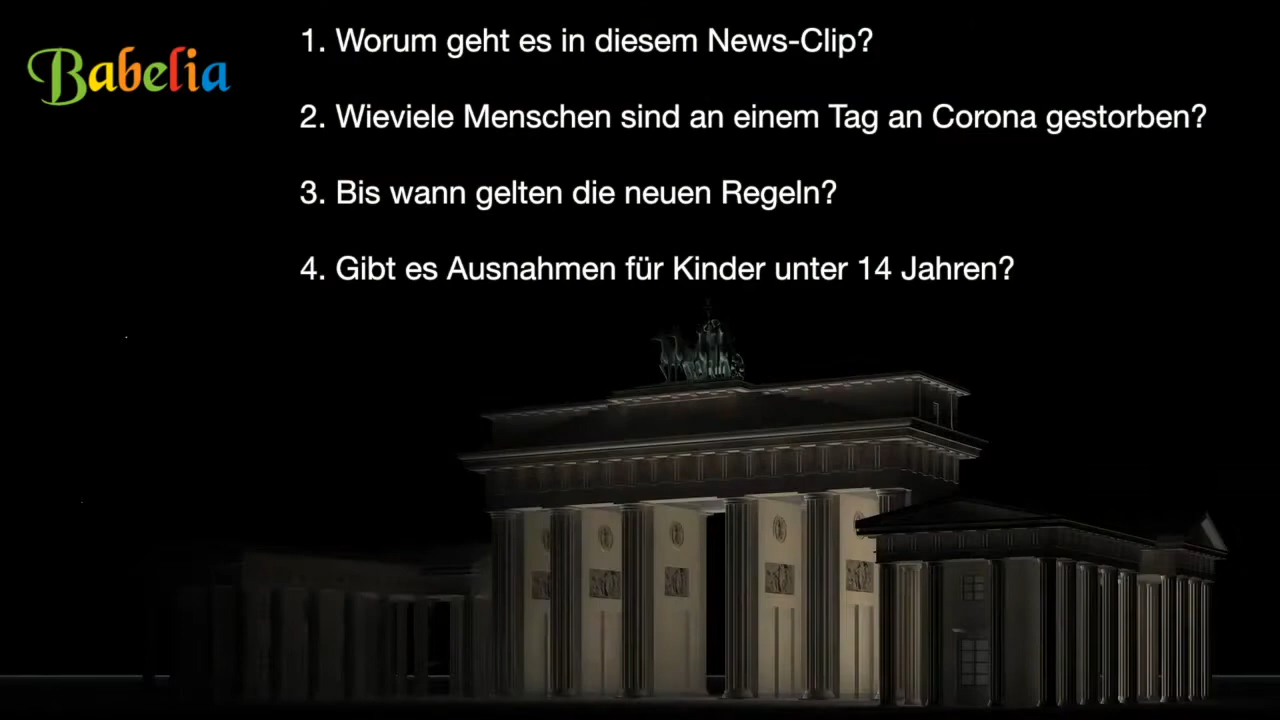 Babelia
1. Worum geht es in diesem News-Clip?
2. Wieviele Menschen sind an einem Tag an Corona gestorben?
3. Bis wann gelten die neuen Regeln?
4. Gibt es Ausnahmen für Kinder unter 14 Jahren?